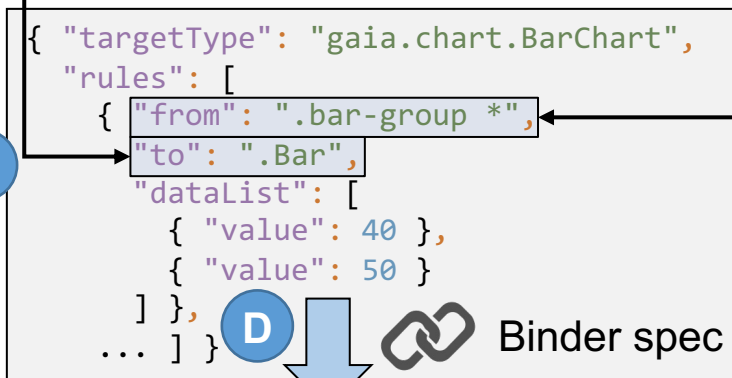 { "targetType": "gaia.chart.BarChart",
"rules": [
{ "from": ".bar-group *",
"to": ".Bar",
"dataList": [
{ "value": 40 },
{ "value": 50 }
] },
... ] }
D
Binder spec